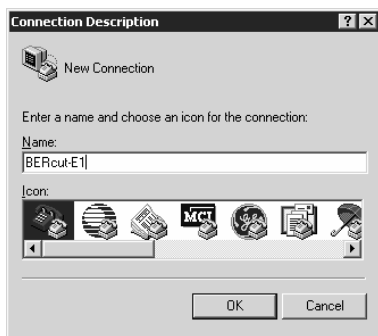 Connection Description
New Connection
Enter a name and choose an icon for the connection:
Name:
BERcut-E1
Icon:
MCI
OK
Cancel